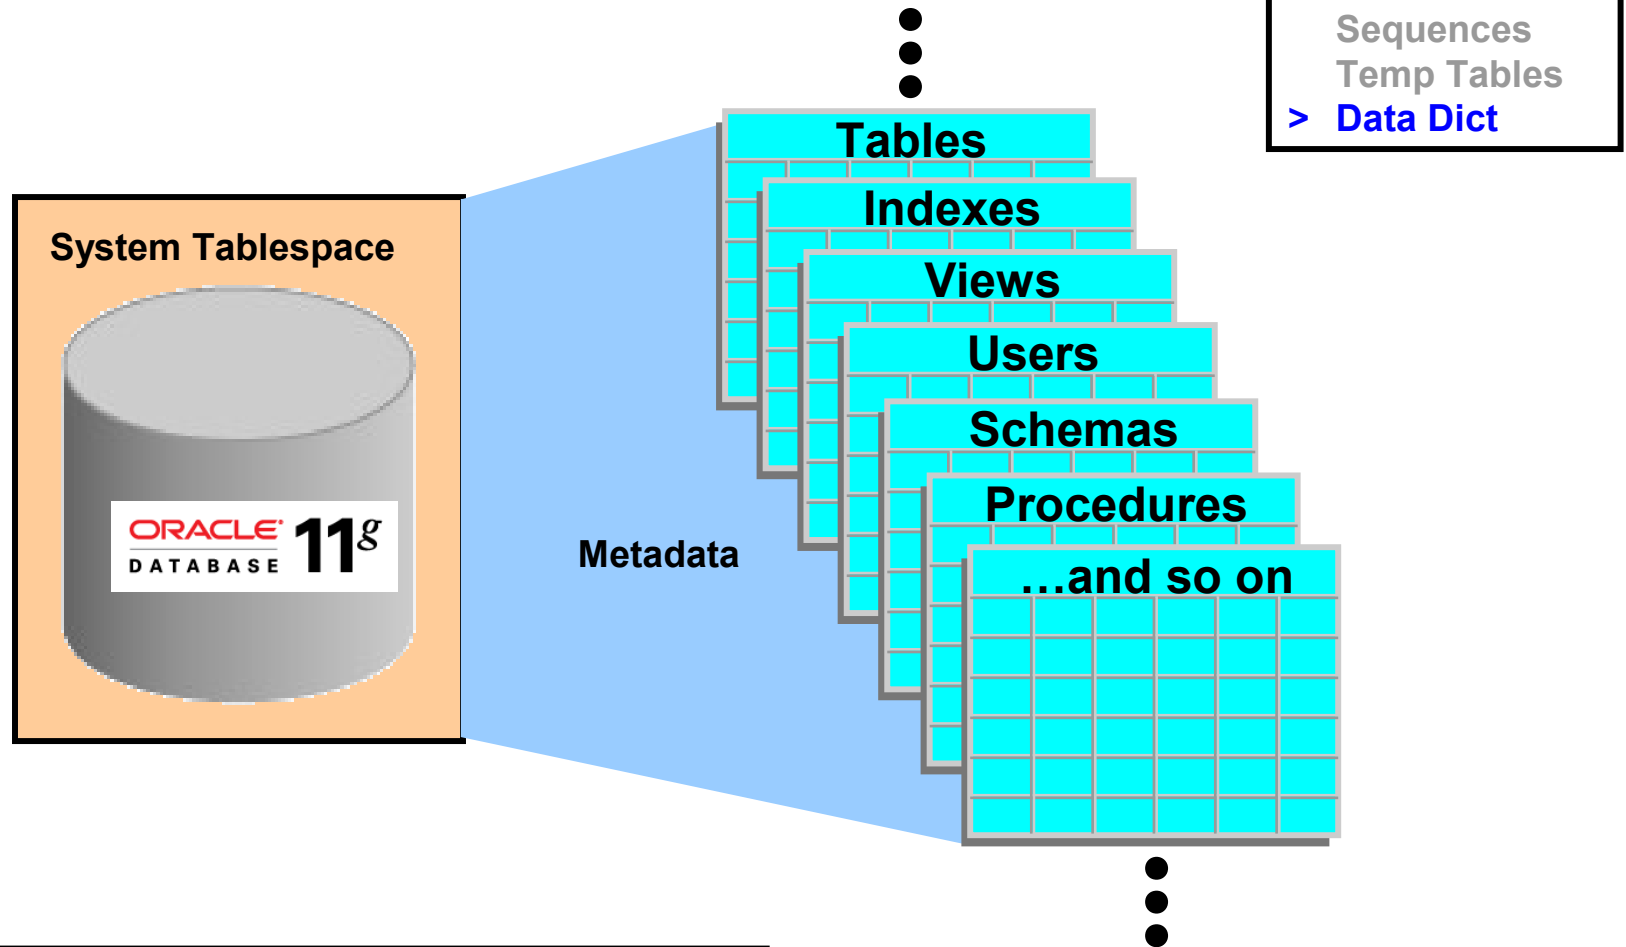 Sequences
Temp Tables
> Data Dict
Tables
Indexes
Views
Users
Schemas
Procedures
...and so on
System Tablespace
ORACLE
DATABASE
11g
Metadata